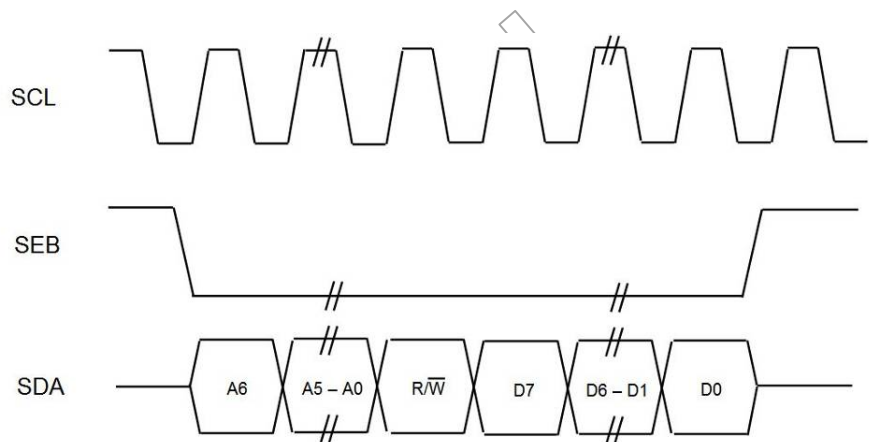 SCL
SEB
SDA
A6
A5 – A0
R/W̅
D7
D6 – D1
D0